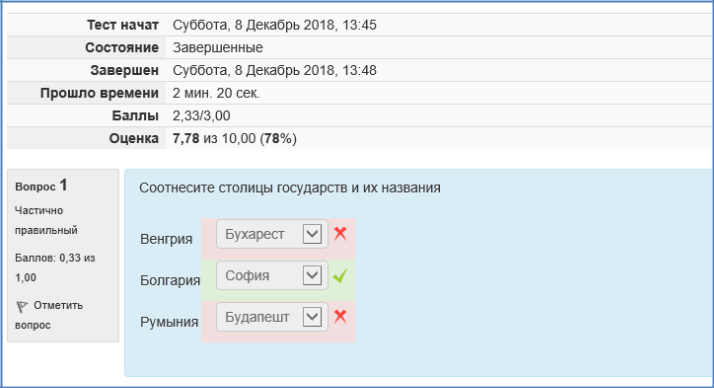 Тест начат Суббота, 8 Декабрь 2018, 13:45
Состояние Завершенные
Завершен Суббота, 8 Декабрь 2018, 13:48
Прошло времени 2 мин. 20 сек.
Баллы 2,33/3,00
Оценка 7,78 из 10,00 (78%)
Вопрос 1
Частично
правильный
Баллов: 0,33 из
1,00
Отметить
вопрос
Соотнесите столицы государств и их названия
Венгрия Бухарест
Болгария София
Румыния Будапешт